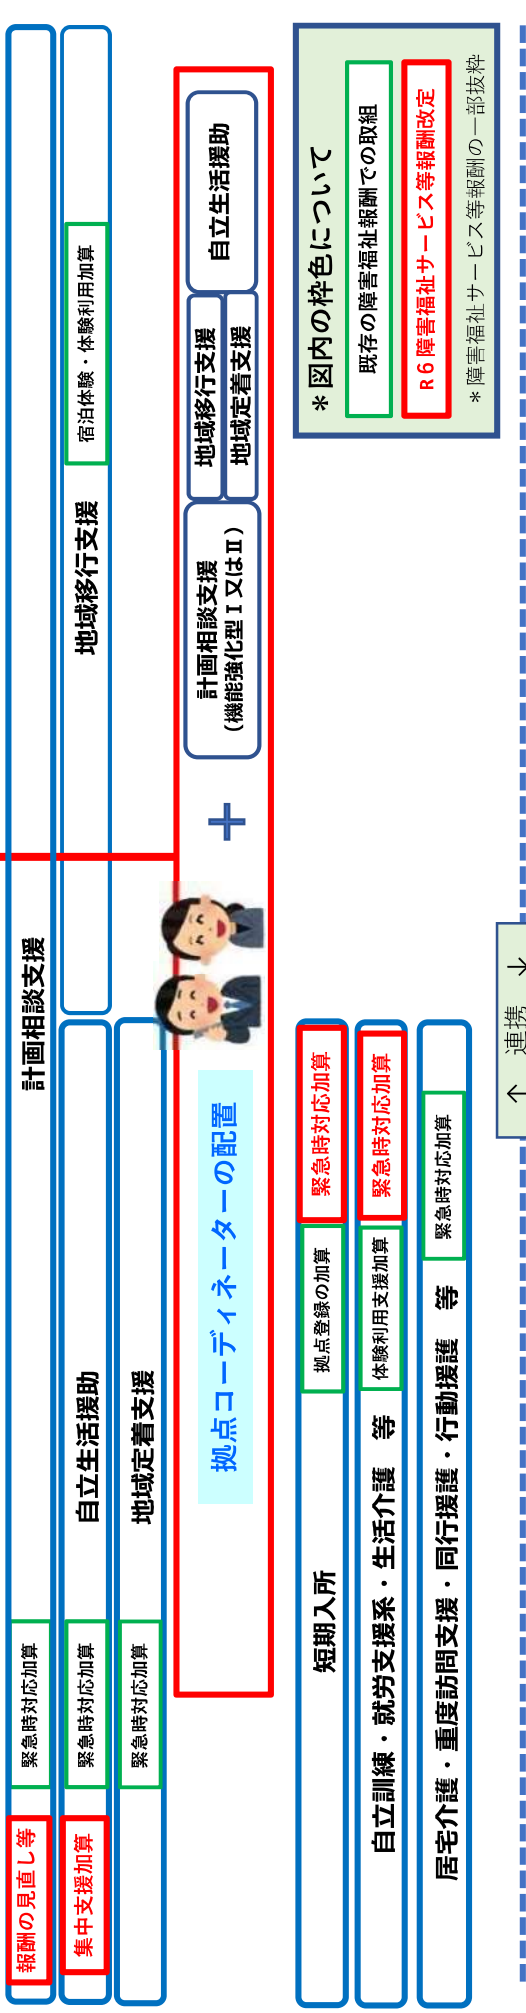 報酬の見直し等
緊急時対応加算
計画相談支援
集中支援加算
緊急時対応加算
自立生活援助
地域移行支援
宿泊体験・体験利用加算
緊急時対応加算
地域定着支援
拠点コーディネーターの配置
＋
計画相談支援
（機能強化型Ⅰ又はⅡ）
地域移行支援
地域定着支援
自立生活援助
短期入所
拠点登録の加算
緊急時対応加算
自立訓練・就労支援系・生活介護　等
体験利用支援加算
緊急時対応加算
居宅介護・重度訪問支援・同行援護・行動援護　等
緊急時対応加算
＊図内の枠色について
既存の障害福祉報酬での取組
R６障害福祉サービス等報酬改定
＊障害福祉サービス等報酬の一部抜粋
↑　連携　↓